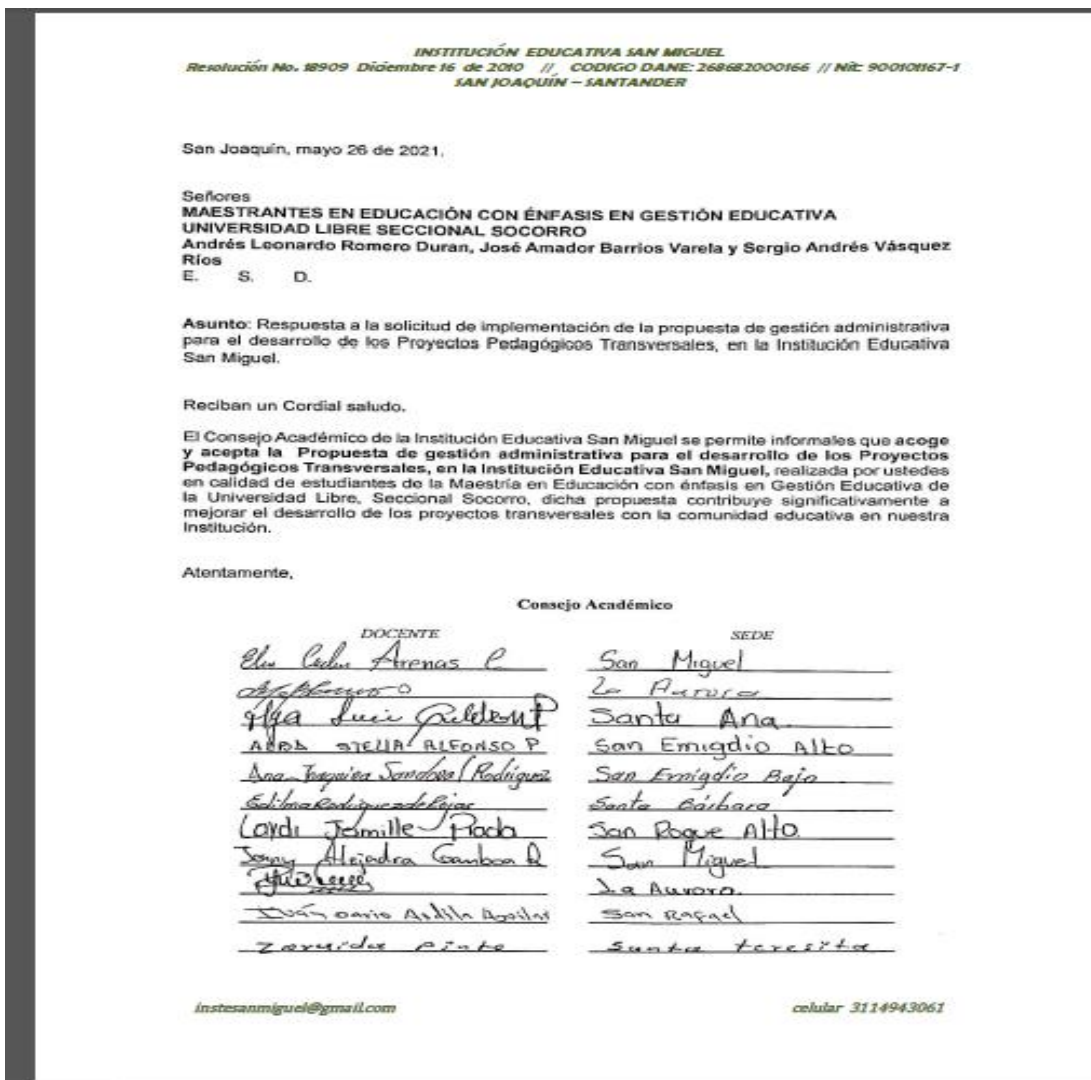 INSTITUCIÓN EDUCATIVA SAN MIGUEL
Resolución No. 18909 Diciembre 16 de 2010 // CODIGO DANE: 268682000166 // Nit: 900101167-1
SAN JOAQUÍN – SANTANDER
San Joaquín, mayo 26 de 2021,
Señores
MAESTRANTES EN EDUCACIÓN CON ÉNFASIS EN GESTIÓN EDUCATIVA
UNIVERSIDAD LIBRE SECCIONAL SOCORRO
Andrés Leonardo Romero Duran, José Amador Barrios Varela y Sergio Andrés Vásquez
Ríos
E. S. D.
Asunto: Respuesta a la solicitud de implementación de la propuesta de gestión administrativa
para el desarrollo de los Proyectos Pedagógicos Transversales, en la Institución Educativa
San Miguel.
Reciban un Cordial saludo.
El Consejo Académico de la Institución Educativa San Miguel se permite informales que acoge
y acepta la Propuesta de gestión administrativa para el desarrollo de los Proyectos
Pedagógicos Transversales, en la Institución Educativa San Miguel, realizada por ustedes
en calidad de estudiantes de la Maestría en Educación con énfasis en Gestión Educativa de
la Universidad Libre, Seccional Socorro, dicha propuesta contribuye significativamente a
mejorar el desarrollo de los proyectos transversales con la comunidad educativa en nuestra
Institución.
Atentamente,
Consejo Académico
DOCENTE SEDE
Arenas San Miguel
La Aurora
Santa Ana
STELLA ALFONSO P San Emigdio Alto
Ana Joaquina Sandoval Rodríguez San Emigdio Bajo
Edilma Rodríguez de Rojas Santa Bárbara
Prada San Roque Alto
Alejadra Gamboa R San Miguel
La Aurora.
Iván Dario Ardila Aguilar San Rafael
Zoraida Pinto Santa teresita
instesanmiguel@gmail.com celular 3114943061